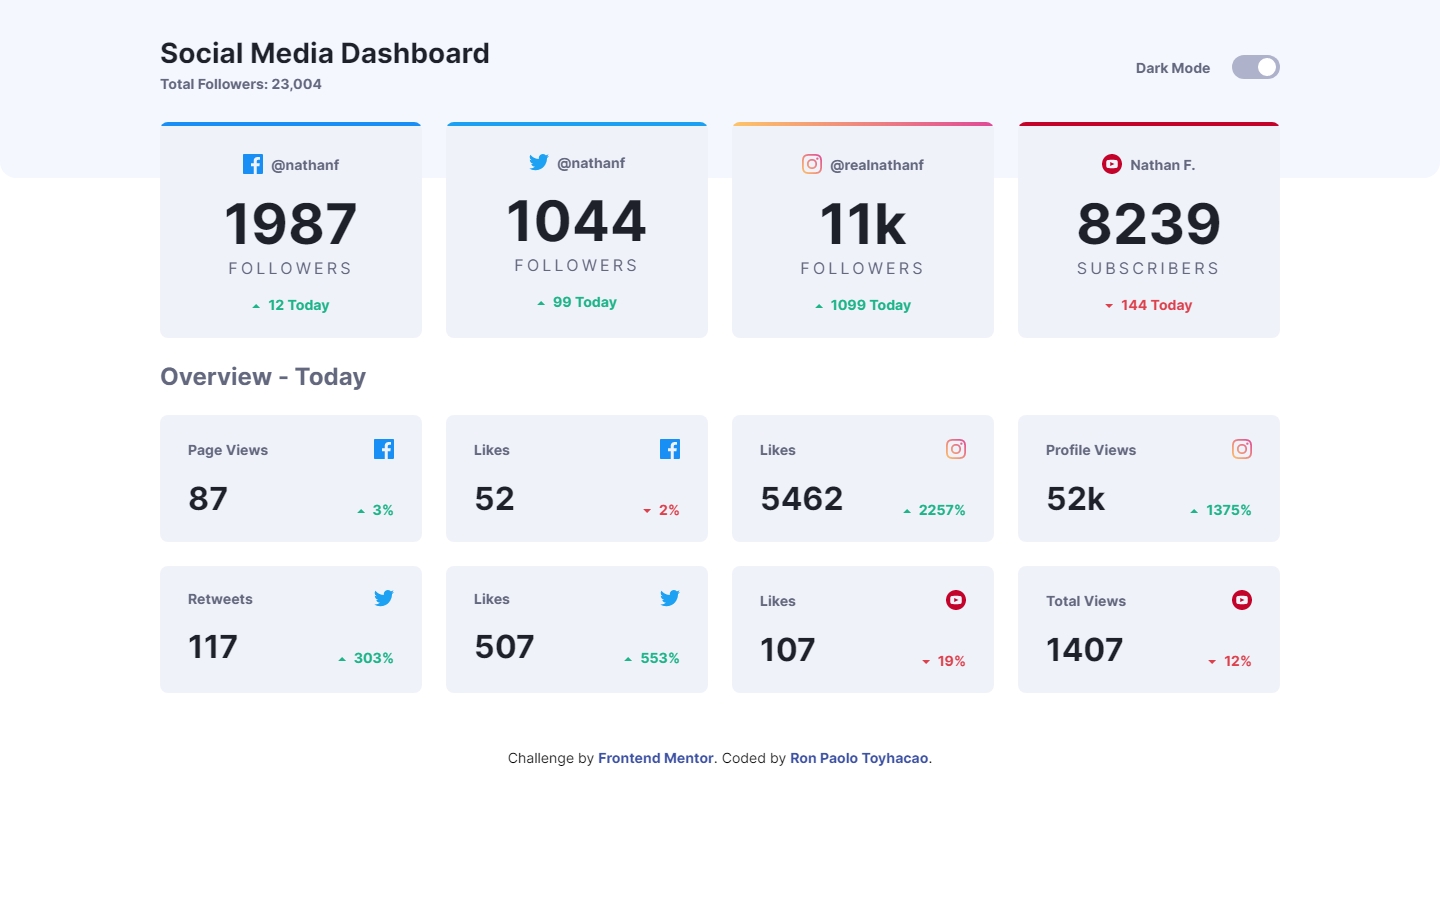 Social Media Dashboard
Total Followers: 23,004
Dark Mode
@nathanf
1987
FOLLOWERS
12 Today
@nathanf
1044
FOLLOWERS
99 Today
@realnathanf
11k
FOLLOWERS
1099 Today
Nathan F.
8239
SUBSCRIBERS
144 Today
Overview - Today
Page Views
87
3%
Likes
52
2%
Likes
5462
2257%
Profile Views
52k
1375%
Retweets
117
303%
Likes
507
553%
Likes
107
19%
Total Views
1407
12%
Challenge by Frontend Mentor. Coded by Ron Paolo Toyhacao.